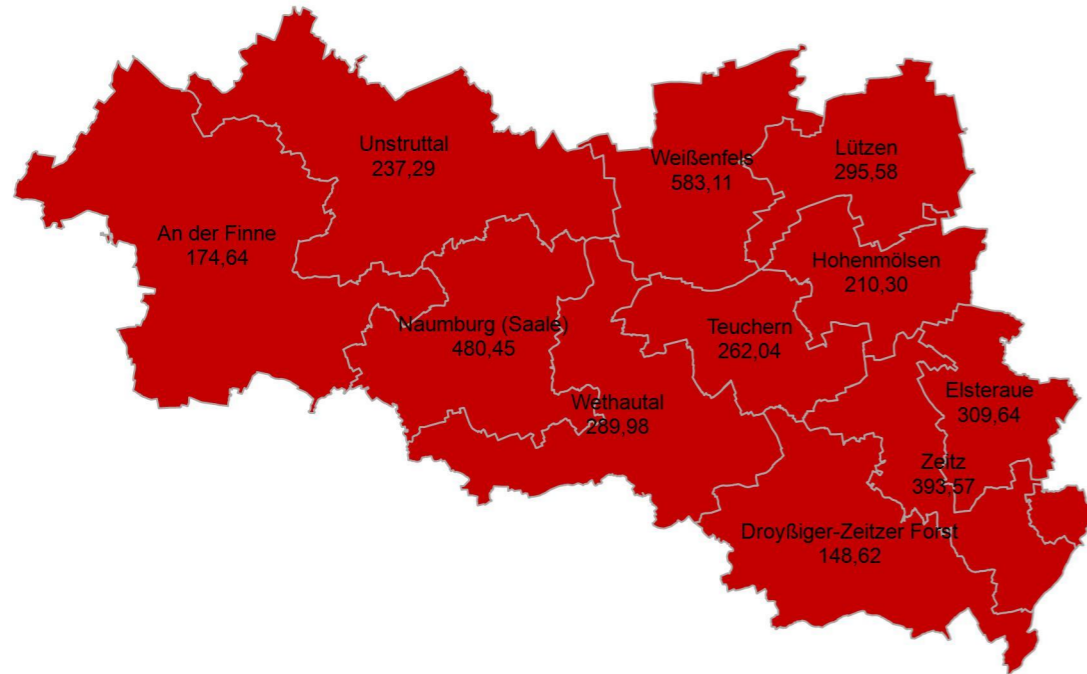 Unstruttal
237,29
Weißenfels
583,11
Lützen
295,58
An der Finne
174,64
Hohenmölsen
210,30
Naumburg (Saale)
480,45
Teuchern
262,04
Wethautal
289,98
Elsteraue
309,64
Zeitz
393,57
Droyßiger-Zeitzer Forst
148,62